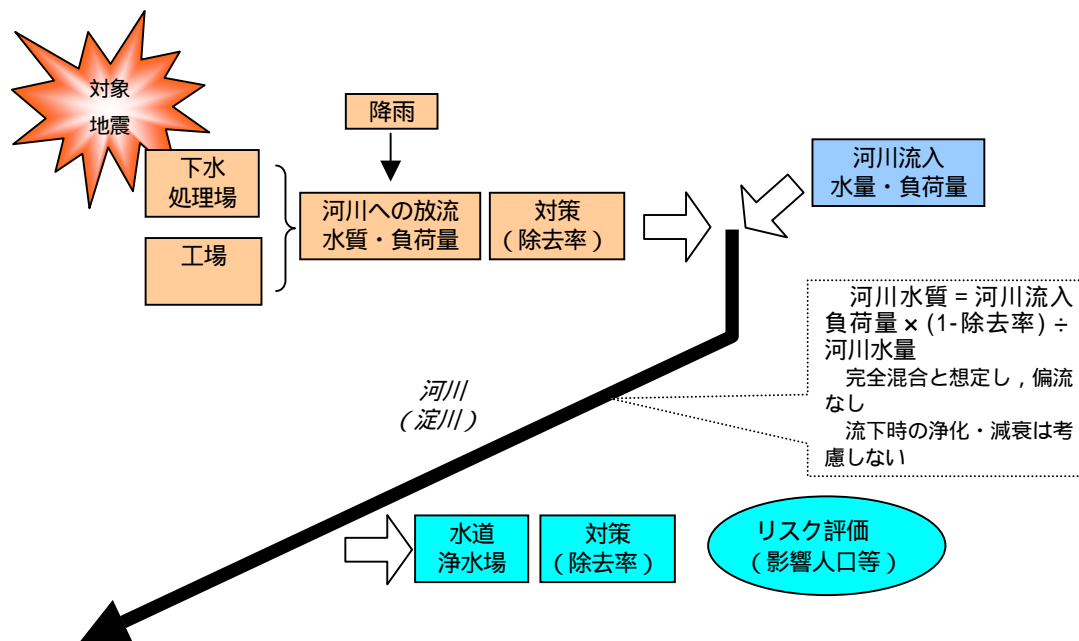 対象
地震
降雨
下水
処理場
工場
河川への放流
水質・負荷量
対策
(除去率)
河川流入
水量・負荷量
河川水質=河川流入
負荷量×(1-除去率)÷
河川水量
完全混合と想定し,偏流
なし
流下時の浄化・減衰は考
慮しない
河川
(淀川)
水道
浄水場
対策
(除去率)
リスク評価
(影響人口等)